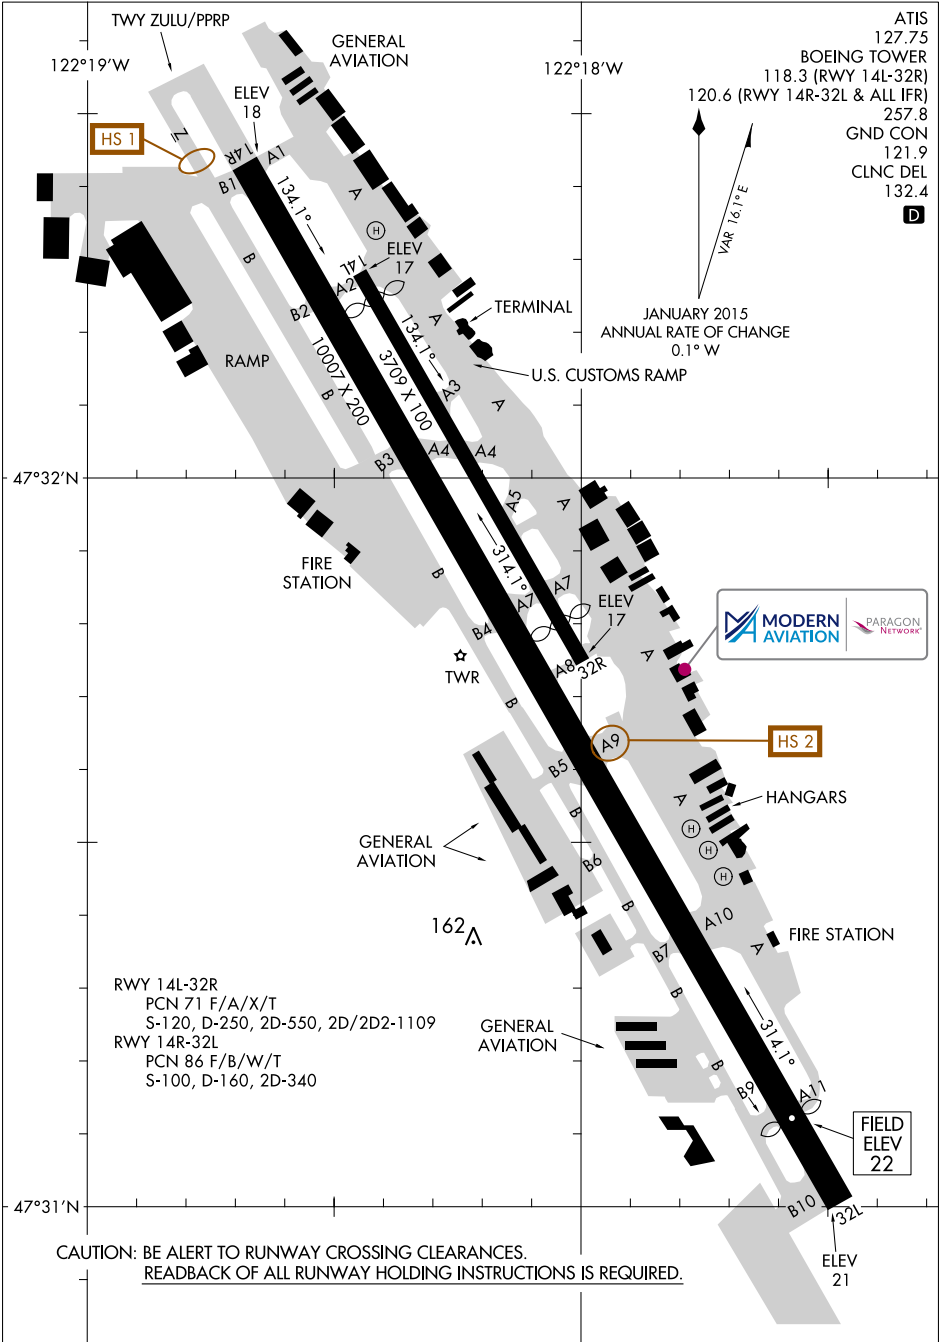 TWY ZULU/PPRP
GENERAL
AVIATION
122°19'W
122°18'W
ATIS
127.75
BOEING TOWER
118.3 (RWY 14L-32R)
120.6 (RWY 14R-32L & ALL IFR)
257.8
GND CON
121.9
CLNC DEL
132.4
D
VAR 16.1° E
JANUARY 2015
ANNUAL RATE OF CHANGE
0.1° W
ELEV
18
HS 1
Z
14R
A1
B1
134.1°
A
H
B
ELEV
17
14L
A2
B2
A
TERMINAL
134.1°
RAMP
10007 X 200
3709 X 100
U.S. CUSTOMS RAMP
A3
B
A
A4
A4
B3
47°32'N
A5
A
314.1°
FIRE
STATION
B
A7
A7
ELEV
17
B4
MODERN
AVIATION
PARAGON
NETWORK
A
A8
32R
TWR
B
A9
HS 2
B5
A
HANGARS
B
H
H
H
GENERAL
AVIATION
B6
B
A10
162
B7
A
FIRE STATION
RWY 14L-32R
PCN 71 F/A/X/T
S-120, D-250, 2D-550, 2D/2D2-1109
RWY 14R-32L
PCN 86 F/B/W/T
S-100, D-160, 2D-340
B
314.1°
GENERAL
AVIATION
B
B9
A11
FIELD
ELEV
22
47°31'N
B10
32L
ELEV
21
CAUTION: BE ALERT TO RUNWAY CROSSING CLEARANCES.
READBACK OF ALL RUNWAY HOLDING INSTRUCTIONS IS REQUIRED.